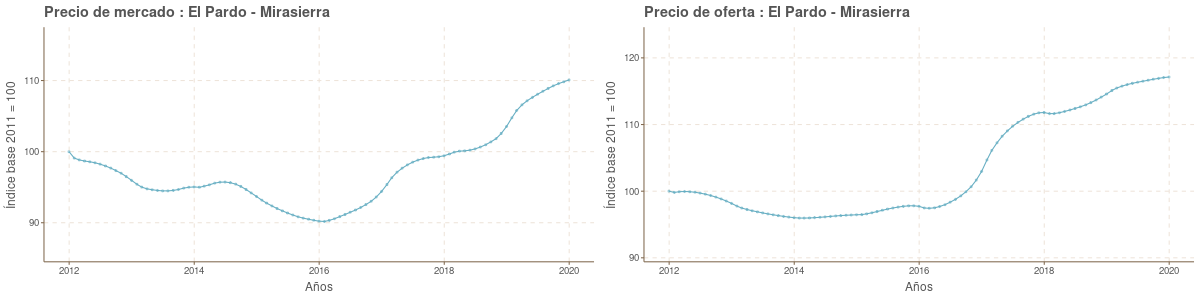 Precio de mercado : El Pardo - Mirasierra
Índice base 2011 = 100
110
100
90
2012
2014
2016
2018
2020
Años
Precio de oferta : El Pardo - Mirasierra
Índice base 2011 = 100
120
110
100
90
2012
2014
2016
2018
2020
Años